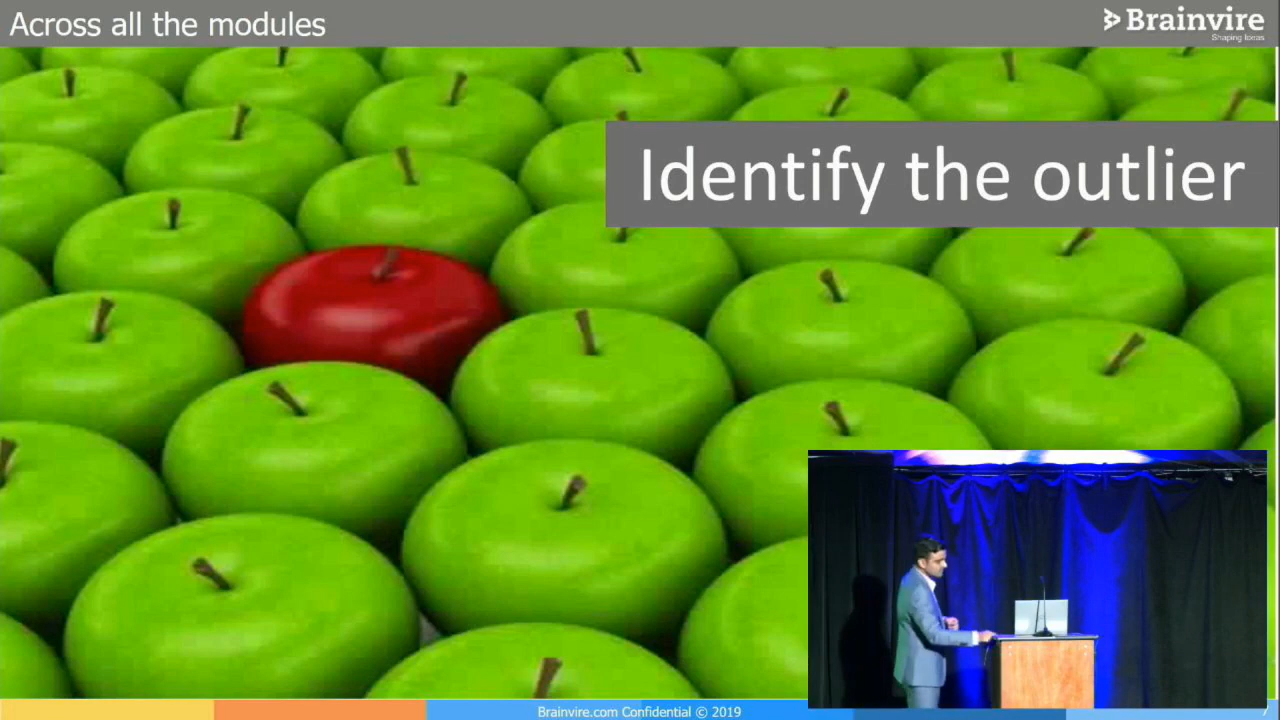 Across all the modules
Brainvire
Shaping Ideas
Identify the outlier
Brainvire.com Confidential © 2019